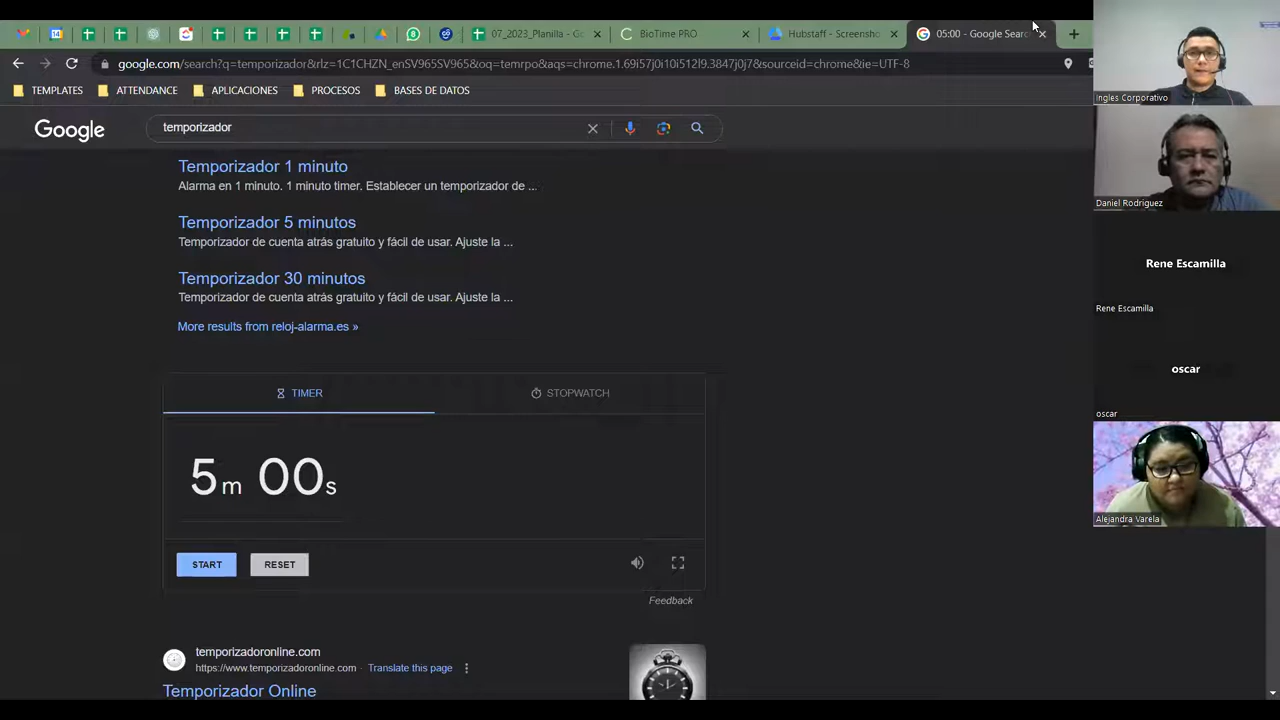 07_2023_Planilla - Go
BioTime PRO
Hubstaff - Screensho
05:00 - Google Searc
google.com/search?q=temporizador&rlz=1C1CHZN_enSV965SV965&oq=temrpo&aqs=chrome.1.69i57j0i10i512l9.3847j0j7&sourceid=chrome&ie=UTF-8
TEMPLATES
ATTENDANCE
APLICACIONES
PROCESOS
BASES DE DATOS
Google
temporizador
Temporizador 1 minuto
Alarma en 1 minuto. 1 minuto timer. Establecer un temporizador de ...
Temporizador 5 minutos
Temporizador de cuenta atrás gratuito y fácil de usar. Ajuste la ...
Temporizador 30 minutos
Temporizador de cuenta atrás gratuito y fácil de usar. Ajuste la ...
More results from reloj-alarma.es »
TIMER
STOPWATCH
5m 00s
START
RESET
Feedback
temporizadoronline.com
https://www.temporizadoronline.com
Translate this page
Temporizador Online
Ingles Corporativo
Daniel Rodriguez
Rene Escamilla
Rene Escamilla
oscar
oscar
Alejandra Varela